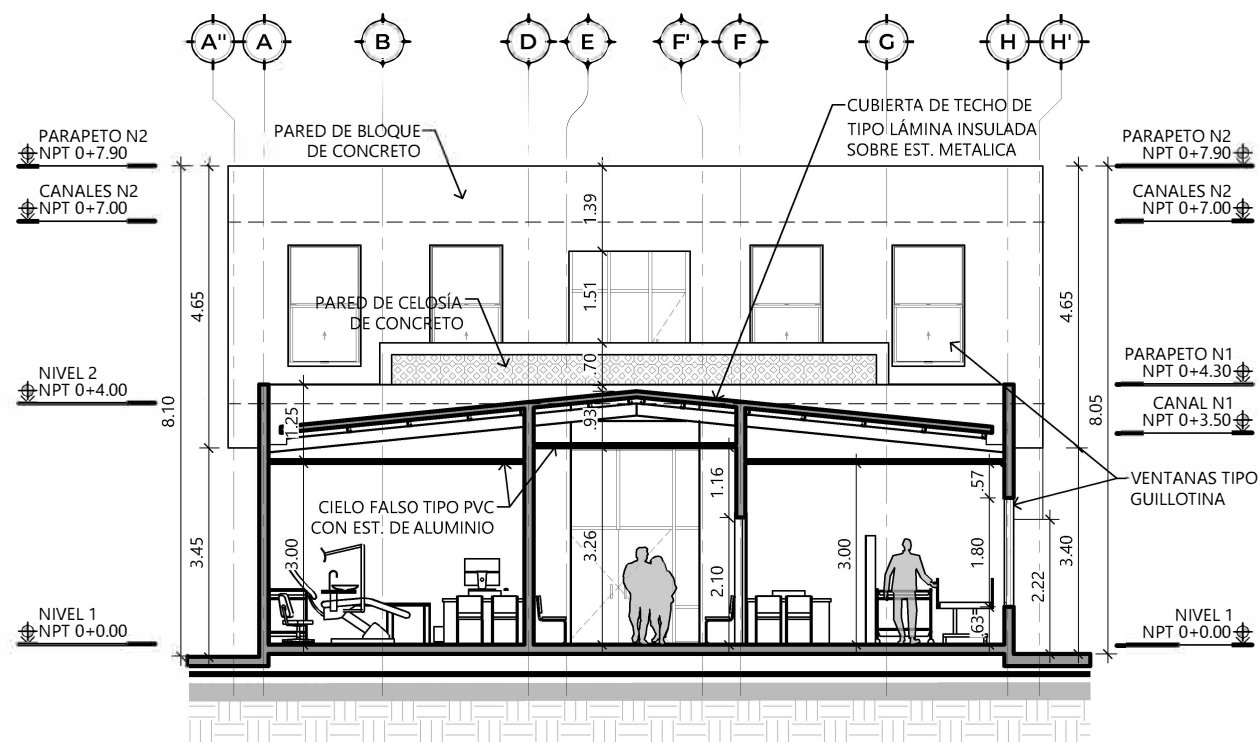 A"
A
B
D
E
F'
F
G
H
H'
PARAPETO N2
NPT 0+7.90
CANALES N2
NPT 0+7.00
NIVEL 2
NPT 0+4.00
NIVEL 1
NPT 0+0.00
PARED DE BLOQUE
DE CONCRETO
CUBIERTA DE TECHO DE
TIPO LÁMINA INSULADA
SOBRE EST. METALICA
PARED DE CELOSÍA
DE CONCRETO
CIELO FALSO TIPO PVC
CON EST. DE ALUMINIO
PARAPETO N2
NPT 0+7.90
CANALES N2
NPT 0+7.00
PARAPETO N1
NPT 0+4.30
CANAL N1
NPT 0+3.50
VENTANAS TIPO
GUILLOTINA
NIVEL 1
NPT 0+0.00
8.10
4.65
3.45
1.25
3.00
1.39
1.51
.70
.93
3.26
1.16
2.10
3.00
.57
1.80
.63
2.22
3.40
4.65
8.05